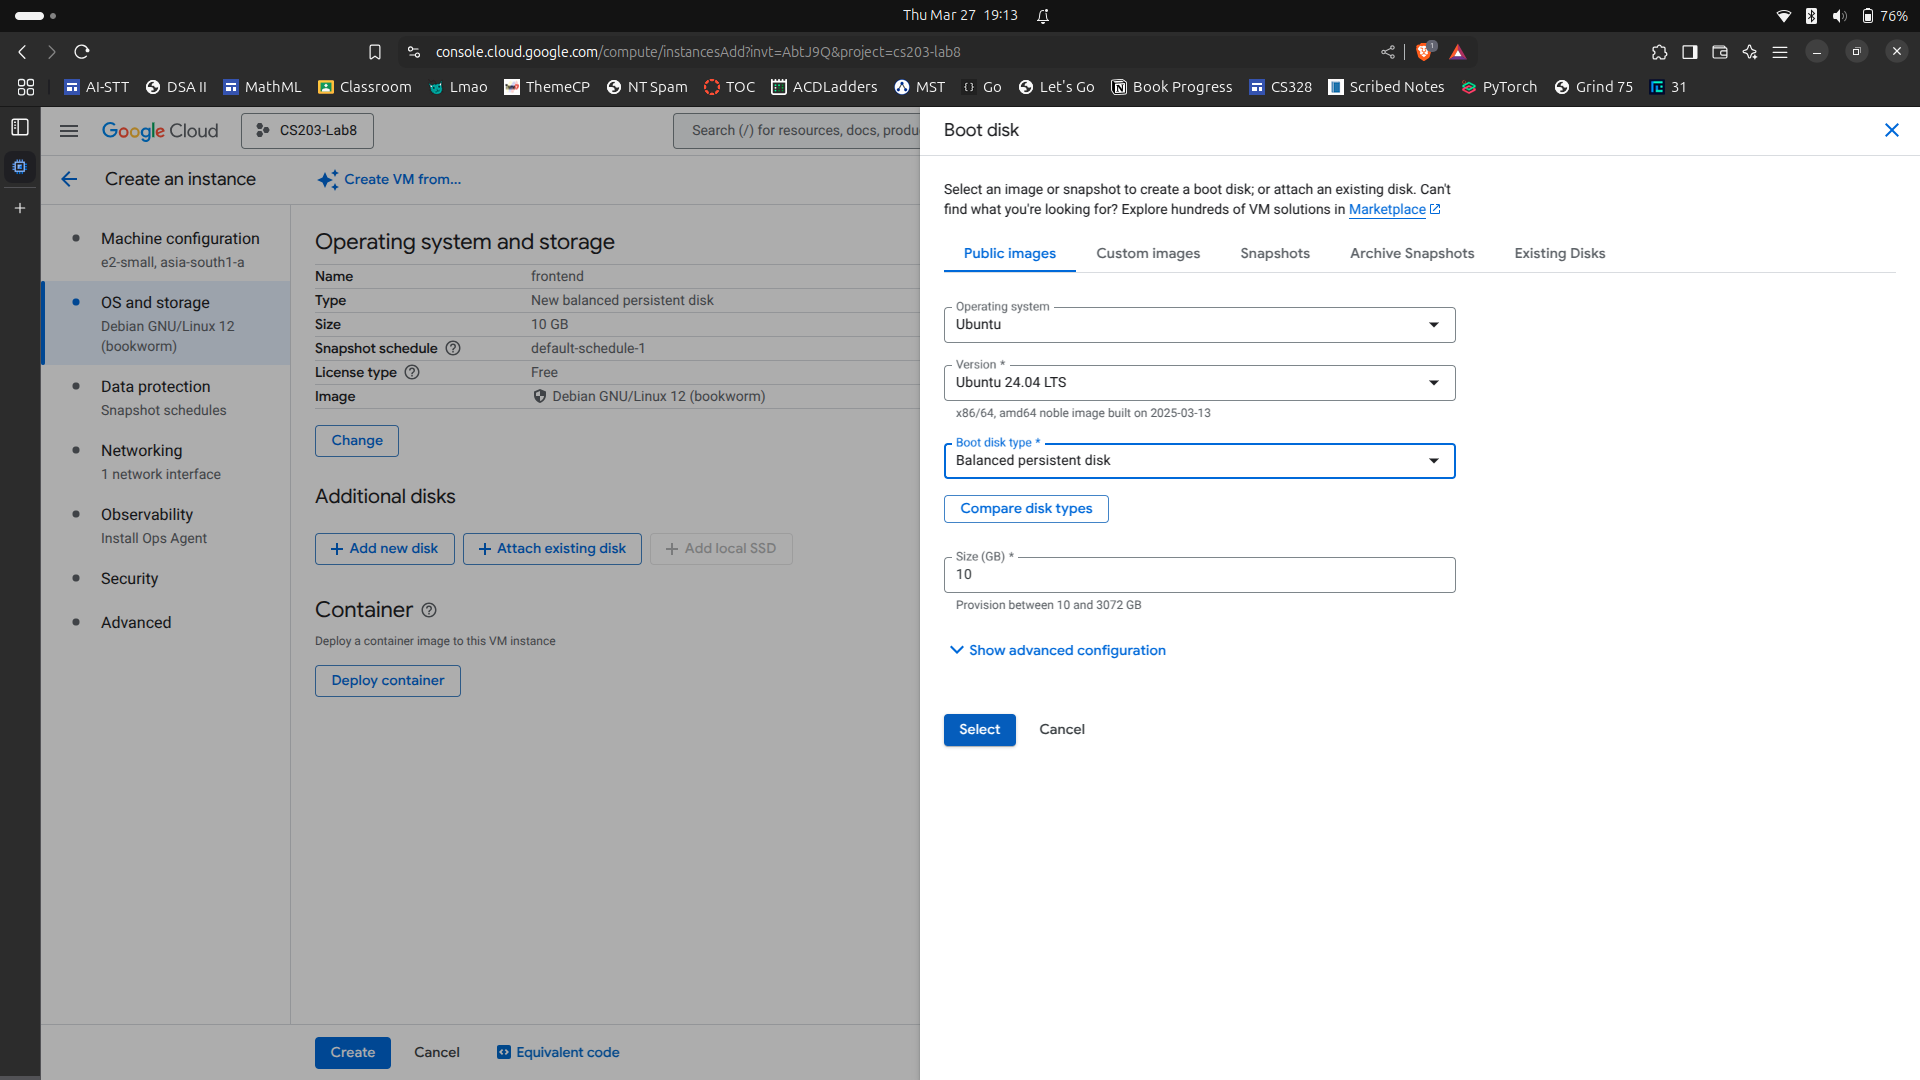 Thu Mar 27 19:13
76%
console.cloud.google.com/compute/instancesAdd?invt=AbtJ9Q&project=cs203-lab8
1
AI-STT
DSA II
MathML
Classroom
Lmao
ThemeCP
NT Spam
TOC
ACDLadders
MST
Go
Let's Go
Book Progress
CS328
Scribed Notes
PyTorch
Grind 75
31
Google Cloud
CS203-Lab8
Search (/) for resources, docs, produ
Create an instance
Create VM from...
Machine configuration
e2-small, asia-south1-a
OS and storage
Debian GNU/Linux 12
(bookworm)
Data protection
Snapshot schedules
Networking
1 network interface
Observability
Install Ops Agent
Security
Advanced
Operating system and storage
Name frontend
Type New balanced persistent disk
Size 10 GB
Snapshot schedule default-schedule-1
License type Free
Image Debian GNU/Linux 12 (bookworm)
Change
Additional disks
Add new disk
Attach existing disk
Add local SSD
Container
Deploy a container image to this VM instance
Deploy container
Create
Cancel
Equivalent code
Boot disk
Select an image or snapshot to create a boot disk; or attach an existing disk. Can't
find what you're looking for? Explore hundreds of VM solutions in Marketplace
Public images
Custom images
Snapshots
Archive Snapshots
Existing Disks
Operating system
Ubuntu
Version *
Ubuntu 24.04 LTS
x86/64, amd64 noble image built on 2025-03-13
Boot disk type *
Balanced persistent disk
Compare disk types
Size (GB) *
10
Provision between 10 and 3072 GB
Show advanced configuration
Select
Cancel